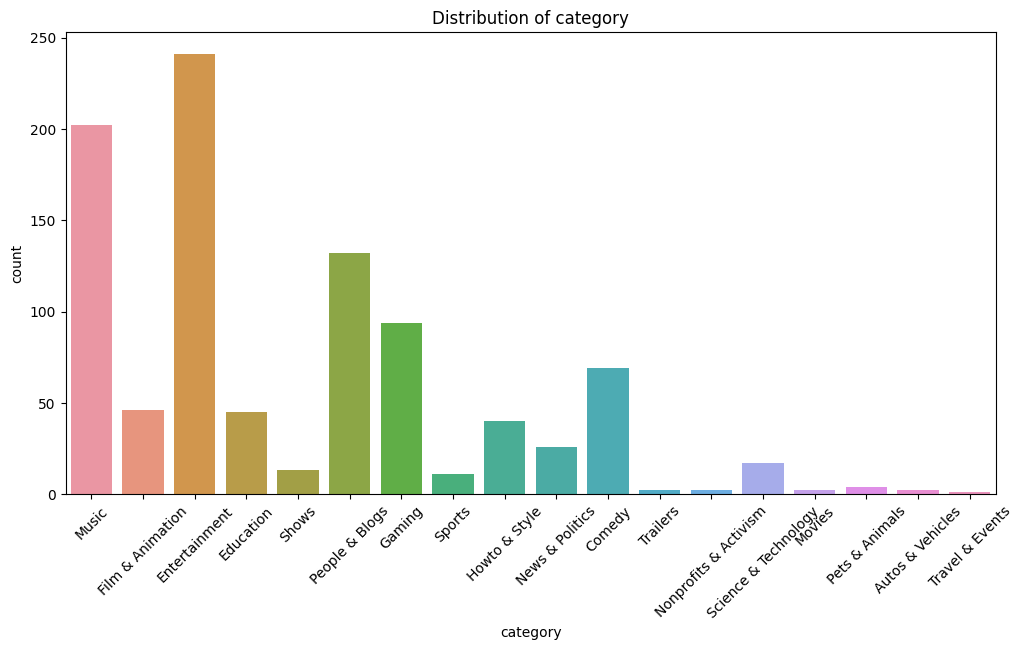 Distribution of category
250
200
150
100
50
0
count
Music
Film & Animation
Entertainment
Education
Shows
People & Blogs
Gaming
Sports
Howto & Style
News & Politics
Comedy
Trailers
Nonprofits & Activism
Science & Technology
Movies
Pets & Animals
Autos & Vehicles
Travel & Events
category